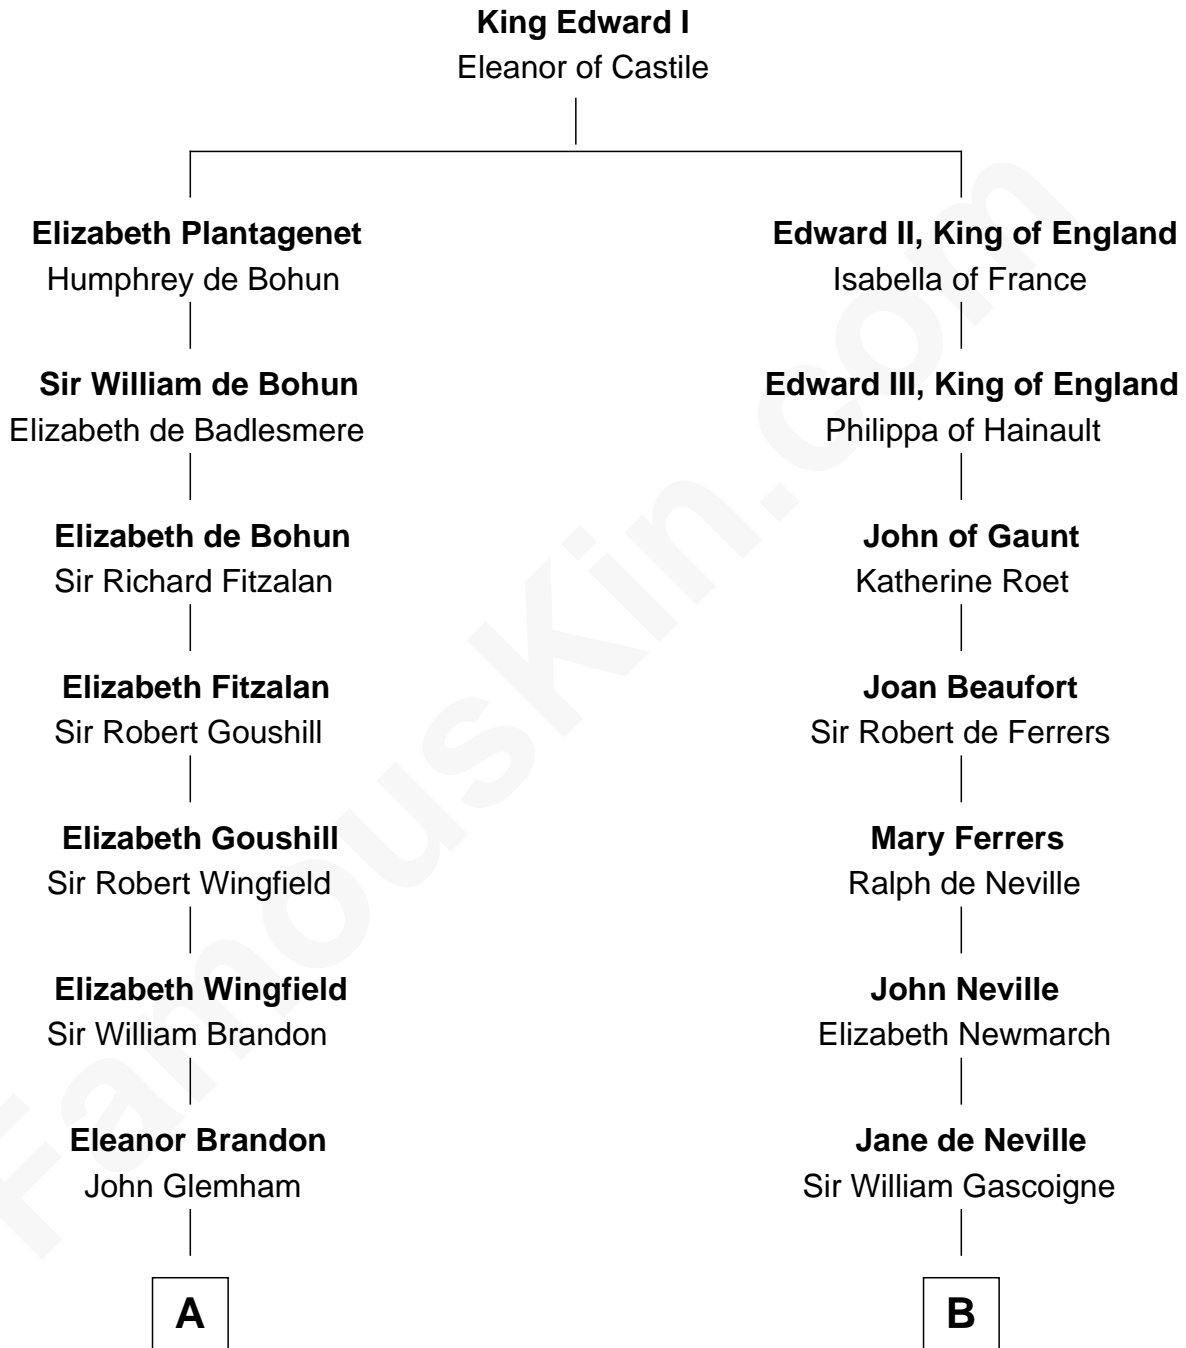 King Edward I
Eleanor of Castile
Elizabeth Plantagenet
Humphrey de Bohun
Edward II, King of England
Isabella of France
Sir William de Bohun
Elizabeth de Badlesmere
Edward III, King of England
Philippa of Hainault
Elizabeth de Bohun
Sir Richard Fitzalan
John of Gaunt
Katherine Roet
Elizabeth Fitzalan
Sir Robert Goushill
Joan Beaufort
Sir Robert de Ferrers
Elizabeth Goushill
Sir Robert Wingfield
Mary Ferrers
Ralph de Neville
Elizabeth Wingfield
Sir William Brandon
John Neville
Elizabeth Newmarch
Eleanor Brandon
John Glemham
Jane de Neville
Sir William Gascoigne
A
B
FamousKin.com